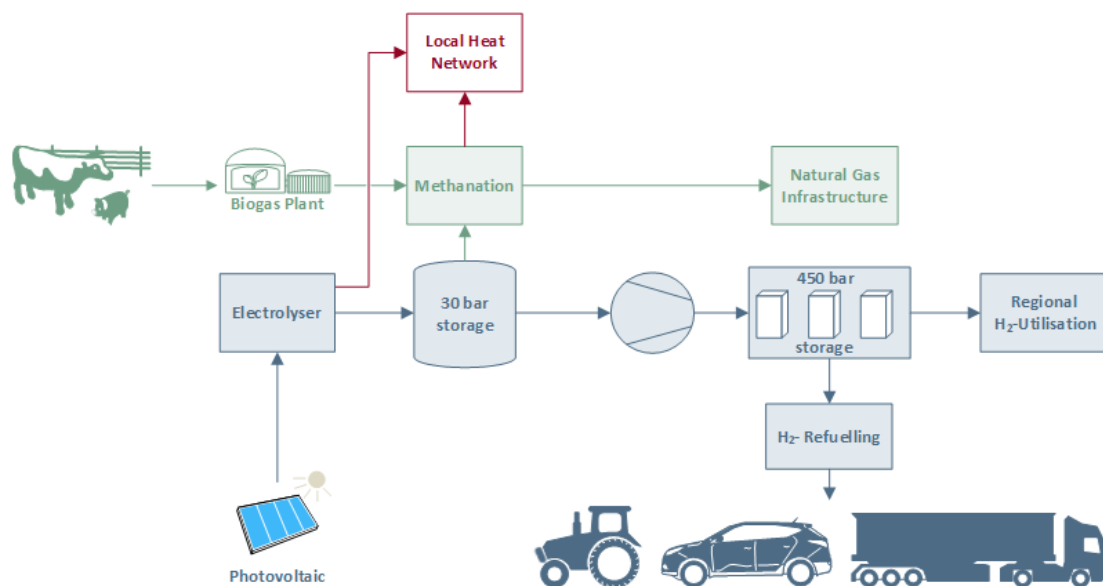 Local Heat
Network
Methanation
Natural Gas
Infrastructure
Biogas Plant
Electrolyser
30 bar
storage
450 bar
storage
Regional
H₂-Utilisation
H₂- Refuelling
Photovoltaic